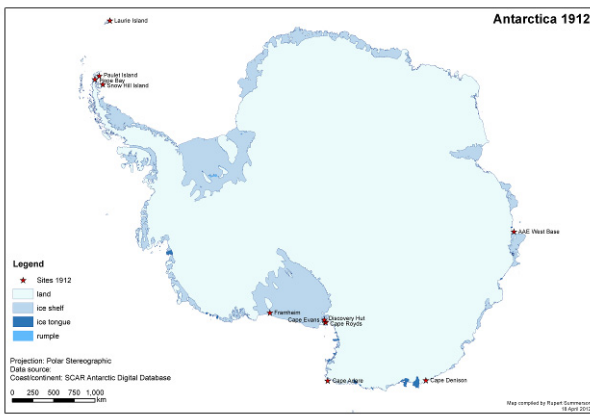 Antarctica 1912
Laurie Island
Paulet Island
Hope Bay
Snow Hill Island
AAE West Base
Framheim
Cape Evans
Discovery Hut
Cape Royds
Cape Adare
Cape Denison
Legend
Sites 1912
land
ice shelf
ice tongue
rumple
Projection: Polar Stereographic
Data source:
Coast/continent: SCAR Antarctic Digital Database
0 250 500 750 1,000
km
Map compiled by Rupert Summerson
18 April 2012